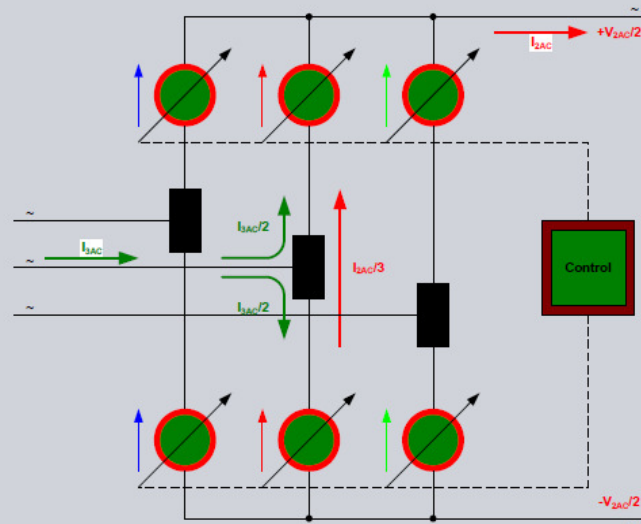 ~
+V₂AC/2
I₂AC
~
I₃AC/2
I₃AC
~
I₂AC/3
Control
I₃AC/2
~
-V₂AC/2